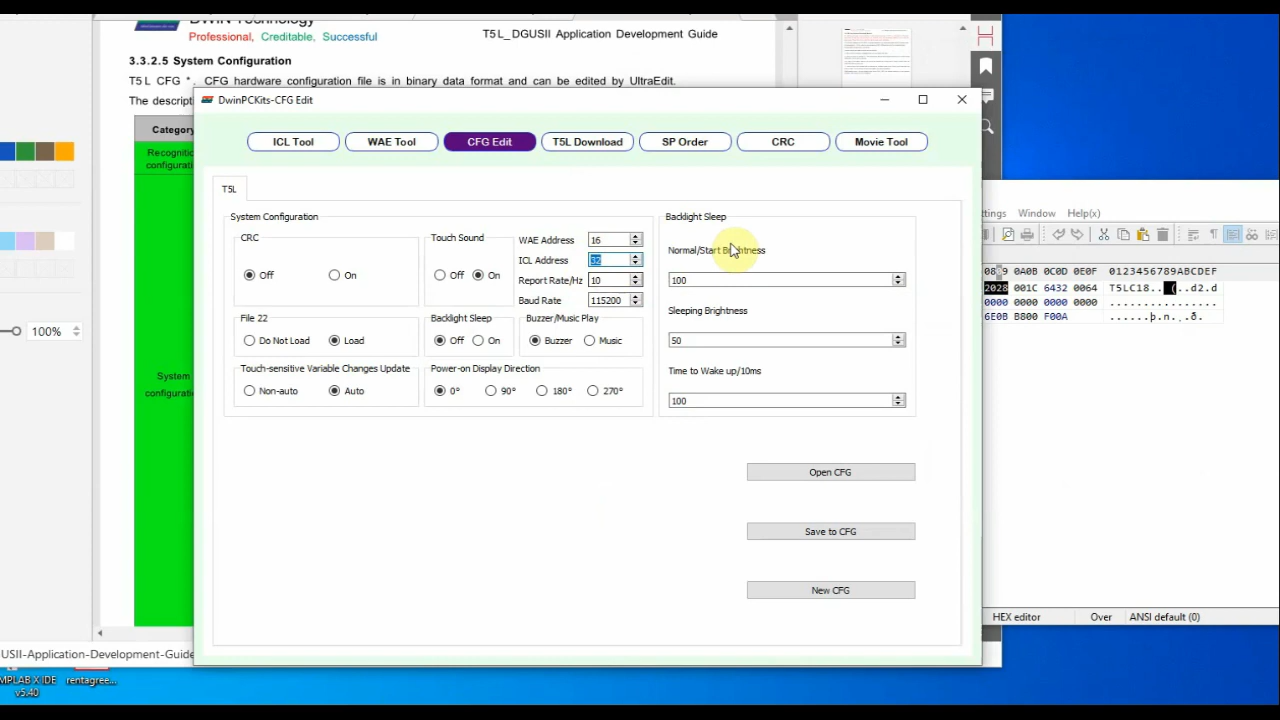 DWIN Technology
Professional, Creditable, Successful
T5L_DGUSII Application Development Guide
3.3.2.5 System Configuration
T5L CFG *. CFG hardware configuration file is in binary data format and can be edited by UltraEdit.
The descript
Category
Recognitic
configurati
System
configuratic
100%
DwinPCKits-CFG Edit
ICL Tool
WAE Tool
CFG Edit
T5L Download
SP Order
CRC
Movie Tool
T5L
System Configuration
CRC
Off
On
Touch Sound
Off
On
WAE Address
16
ICL Address
32
Report Rate/Hz
10
Baud Rate
115200
File 22
Do Not Load
Load
Backlight Sleep
Off
On
Buzzer/Music Play
Buzzer
Music
Touch-sensitive Variable Changes Update
Non-auto
Auto
Power-on Display Direction
0°
90°
180°
270°
Backlight Sleep
Normal/Start Brightness
100
Sleeping Brightness
50
Time to Wake up/10ms
100
Open CFG
Save to CFG
New CFG
ttings
Window
Help(x)
0A0B 0C0D 0E0F 0123456789ABCDEF
2028 001C 6432 0064 T5LC18.. (..d2.d
0000 0000 0000 0000 ................
6E0B B800 F00A ......þ.n.¸.ð.
HEX editor
Over
ANSI default (0)
USII-Application-Development-Guide
MPLAB X IDE
v5.40
rentagree...